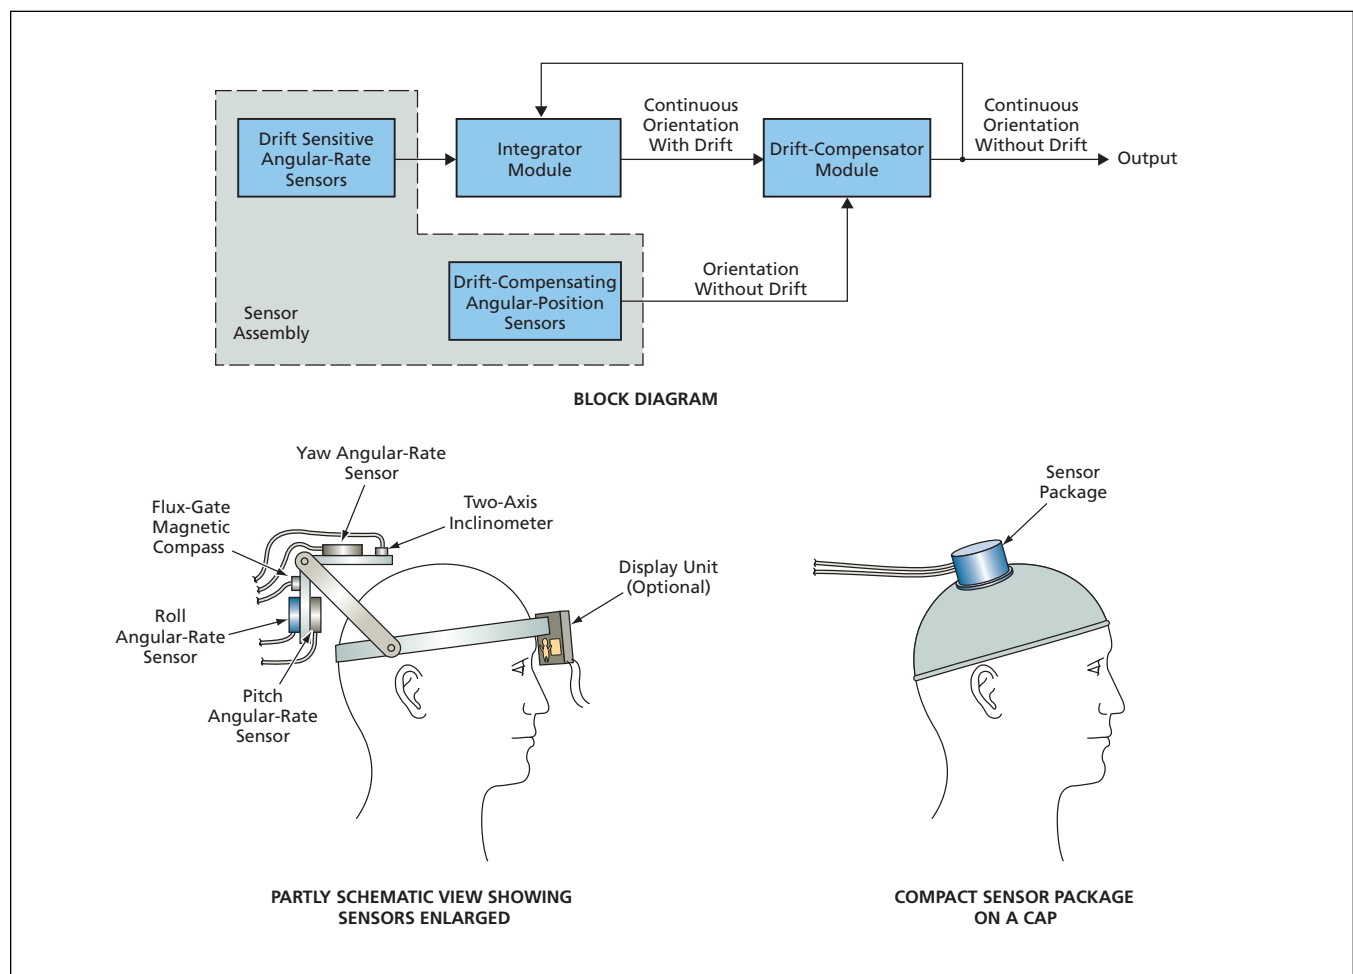 Drift Sensitive
Angular-Rate
Sensors
Integrator
Module
Continuous
Orientation
With Drift
Drift-Compensator
Module
Continuous
Orientation
Without Drift
Output
Drift-Compensating
Angular-Position
Sensors
Orientation
Without Drift
Sensor
Assembly
BLOCK DIAGRAM
Yaw Angular-Rate
Sensor
Flux-Gate
Magnetic
Compass
Two-Axis
Inclinometer
Display Unit
(Optional)
Roll
Angular-Rate
Sensor
Pitch
Angular-Rate
Sensor
Sensor
Package
PARTLY SCHEMATIC VIEW SHOWING
SENSORS ENLARGED
COMPACT SENSOR PACKAGE
ON A CAP